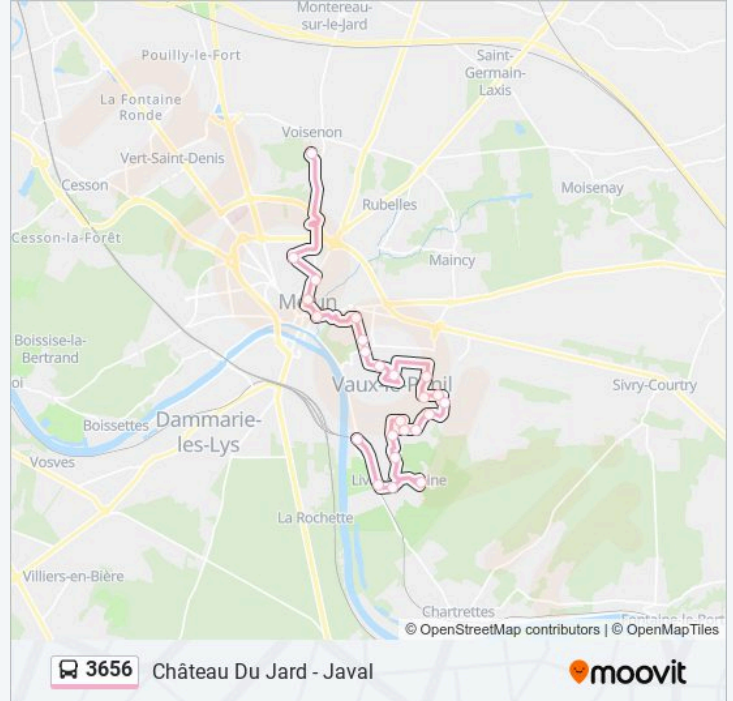 Montereau-
sur-le-Jard
Pouilly-le-Fort
Saint-
Germain-
Laxis
La Fontaine
Ronde
Voisenon
Vert-Saint-Denis
Cesson
Moisenay
Rubelles
Cesson-la-Forêt
Maincy
Boissise-la-
Bertrand
Sivry-Courtry
Boissettes
Dammarie-
les-Lys
Vosves
La Rochette
Villiers-en-Bière
Chartrettes
© OpenStreetMap contributors | © OpenMapTiles
3656 Château Du Jard - Javal
moovit